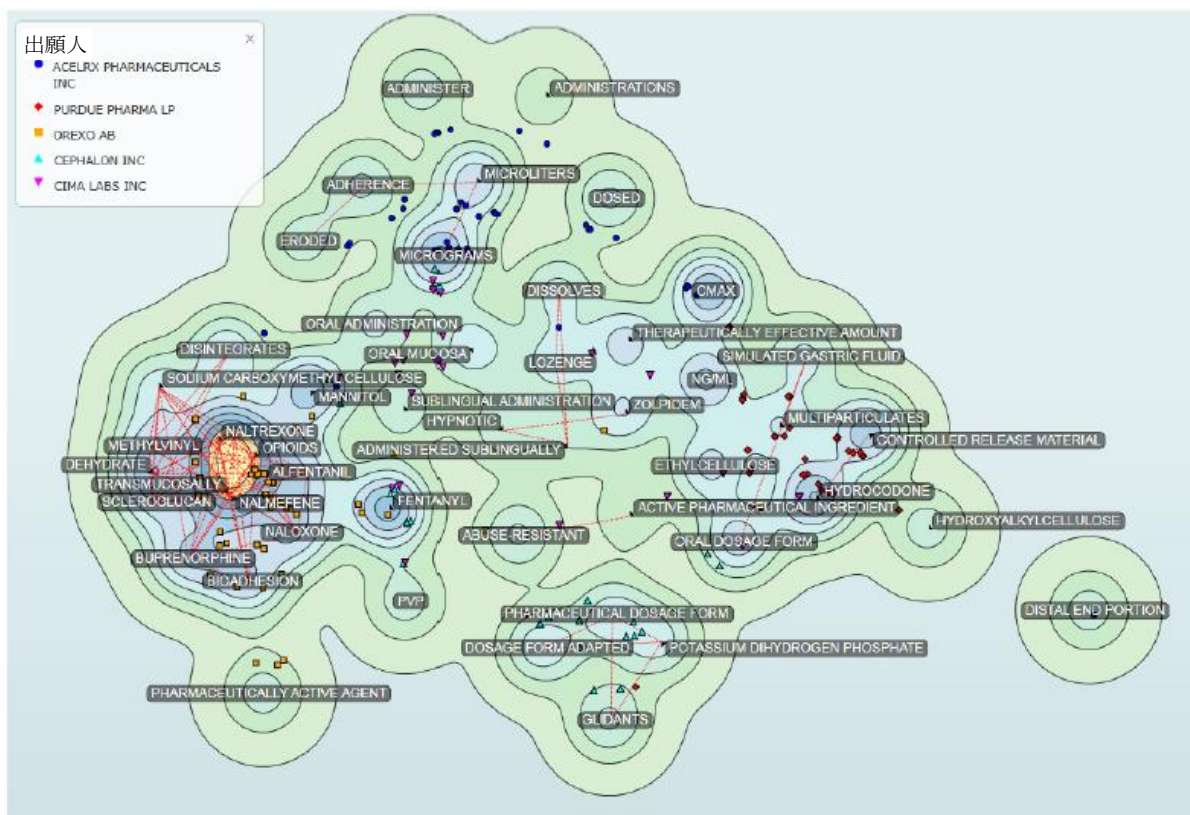 出願人
×
ACELRX PHARMACEUTICALS
INC
PURDUE PHARMA LP
OREXO AB
CEPHALON INC
CIMA LABS INC
ADMINISTER
ADMINISTRATIONS
MICROLITERS
ADHERENCE
DOSED
ERODED
MICROGRAMS
DISSOLVES
CMAX
ORAL ADMINISTRATION
THERAPEUTICALLY EFFECTIVE AMOUNT
DISINTEGRATES
ORAL MUCOSA
LOZENGE
SIMULATED GASTRIC FLUID
SODIUM CARBOXYMETHYL CELLULOSE
NG/ML
MANNITOL
SUBLINGUAL ADMINISTRATION
ZOLPIDEM
HYPNOTIC
MULTIPARTICULATES
NALTREXONE
METHYLVINYL
OPIOIDS
ADMINISTERED SUBLINGUALLY
CONTROLLED RELEASE MATERIAL
DEHYDRATE
ALFENTANIL
ETHYLCELLULOSE
TRANSMUCOSALLY
HYDROCODONE
SCLEROGLUCAN
NALMEFENE
FENTANYL
ACTIVE PHARMACEUTICAL INGREDIENT
NALOXONE
ABUSE-RESISTANT
ORAL DOSAGE FORM
HYDROXYALKYLCELLULOSE
BUPRENORPHINE
BIOADHESION
PVP
PHARMACEUTICAL DOSAGE FORM
DISTAL END PORTION
DOSAGE FORM ADAPTED
POTASSIUM DIHYDROGEN PHOSPHATE
PHARMACEUTICALLY ACTIVE AGENT
GLIDANTS